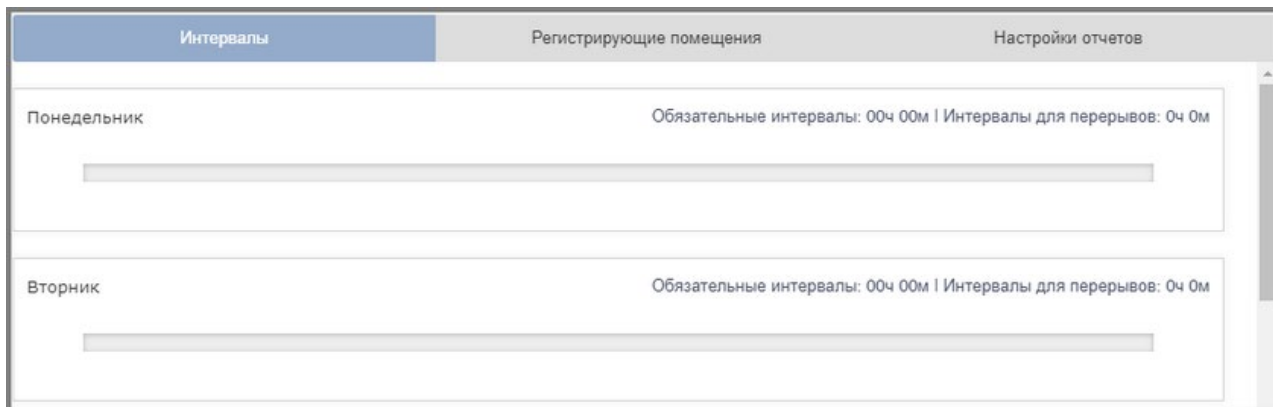 Интервалы Регистрирующие помещения Настройки отчетов
Понедельник Обязательные интервалы: 00ч 00м | Интервалы для перерывов: 0ч 0м
Вторник Обязательные интервалы: 00ч 00м | Интервалы для перерывов: 0ч 0м